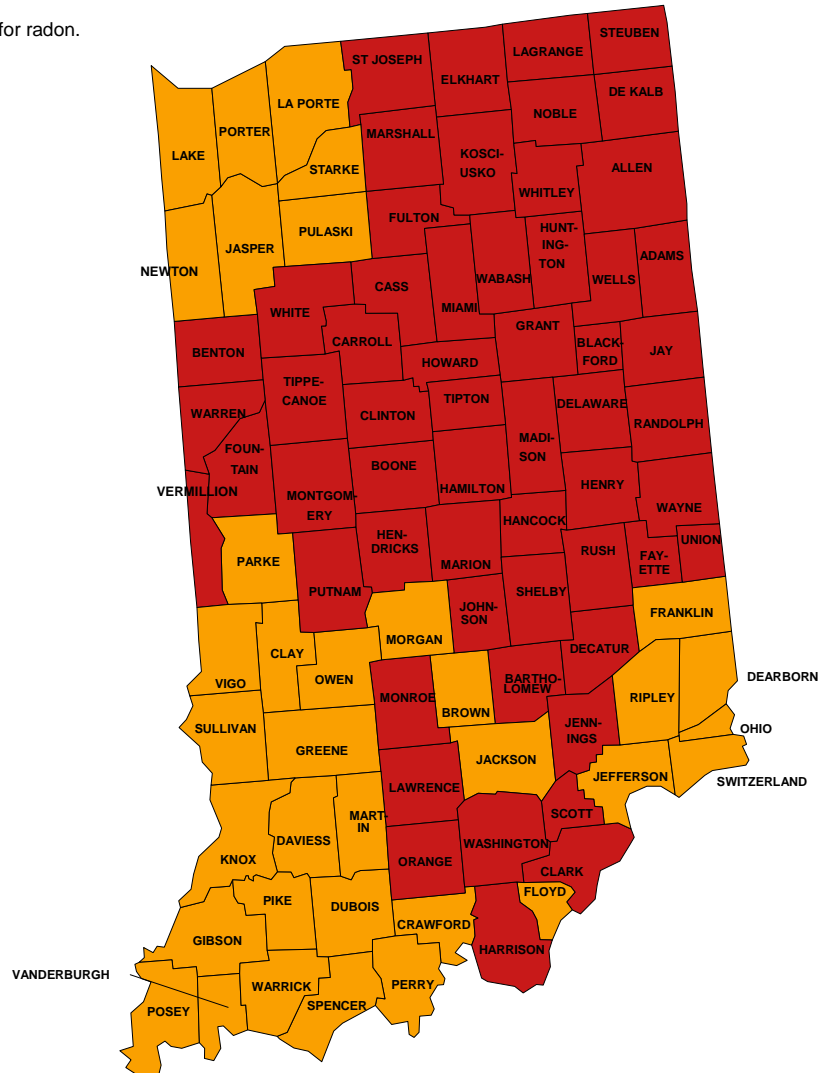 for radon.
STEUBEN
LAGRANGE
ST JOSEPH
ELKHART
DE KALB
LA PORTE
NOBLE
PORTER
MARSHALL
LAKE
KOSCI-
USKO
STARKE
ALLEN
WHITLEY
FULTON
PULASKI
HUNT-
ING-
TON
JASPER
ADAMS
NEWTON
WABASH
WELLS
CASS
MIAMI
WHITE
GRANT
CARROLL
BLACK-
FORD
BENTON
JAY
HOWARD
TIPPE-
CANOE
TIPTON
DELAWARE
WARREN
CLINTON
RANDOLPH
MADI-
SON
FOUN-
TAIN
BOONE
HENRY
HAMILTON
VERMILLION
MONTGOM-
ERY
WAYNE
HANCOCK
HEN-
DRICKS
UNION
RUSH
FAY-
ETTE
PARKE
MARION
PUTNAM
SHELBY
JOHN-
SON
FRANKLIN
MORGAN
DECATUR
CLAY
OWEN
DEARBORN
VIGO
BARTHO-
LOMEW
MONROE
RIPLEY
BROWN
SULLIVAN
JENN-
INGS
OHIO
GREENE
JACKSON
JEFFERSON
SWITZERLAND
LAWRENCE
MART-
IN
SCOTT
DAVIESS
WASHINGTON
KNOX
ORANGE
CLARK
FLOYD
PIKE
DUBOIS
CRAWFORD
GIBSON
HARRISON
VANDERBURGH
WARRICK
PERRY
SPENCER
POSEY